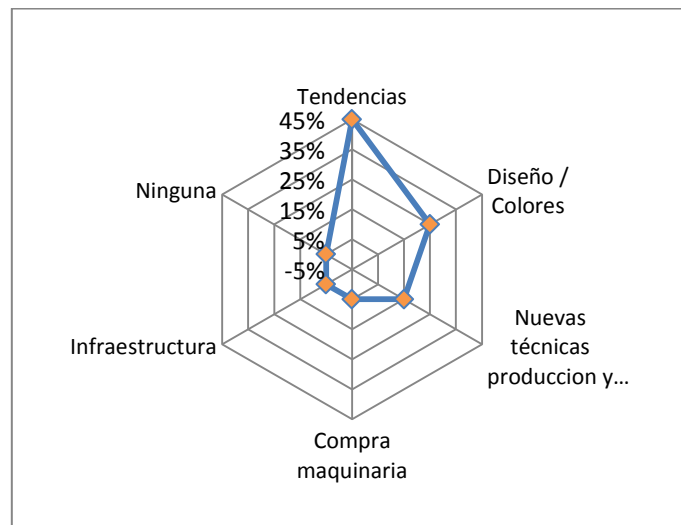 Tendencias
45%
35%
25%
15%
5%
-5%
Diseño /
Colores
Nuevas
técnicas
produccion y...
Compra
maquinaria
Infraestructura
Ninguna